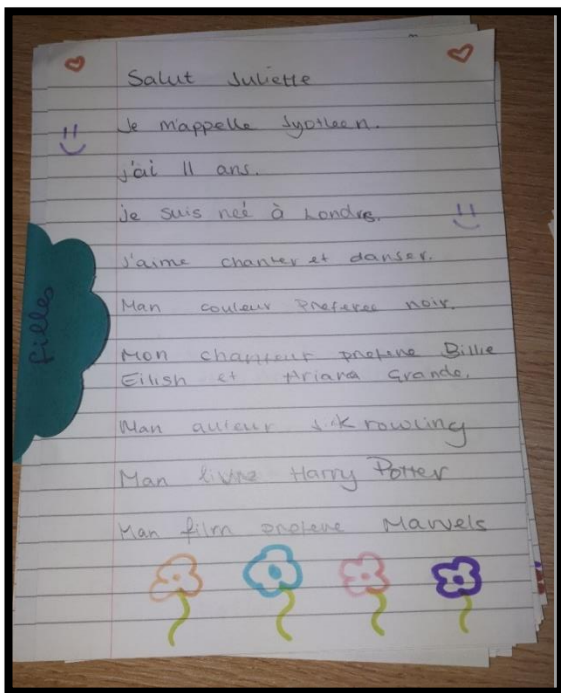 Salut Juliette
Je m'appelle Jyotleen.
j'ai 11 ans.
je suis neé à Londre.
J'aime chanter et danser.
Man couleur preferee noir.
Mon chanteur prefere Billie
Eilish et Ariana Grande.
Man auteur J.K rowling
Man livre Harry Potter
Man film prefere Marvels
filles